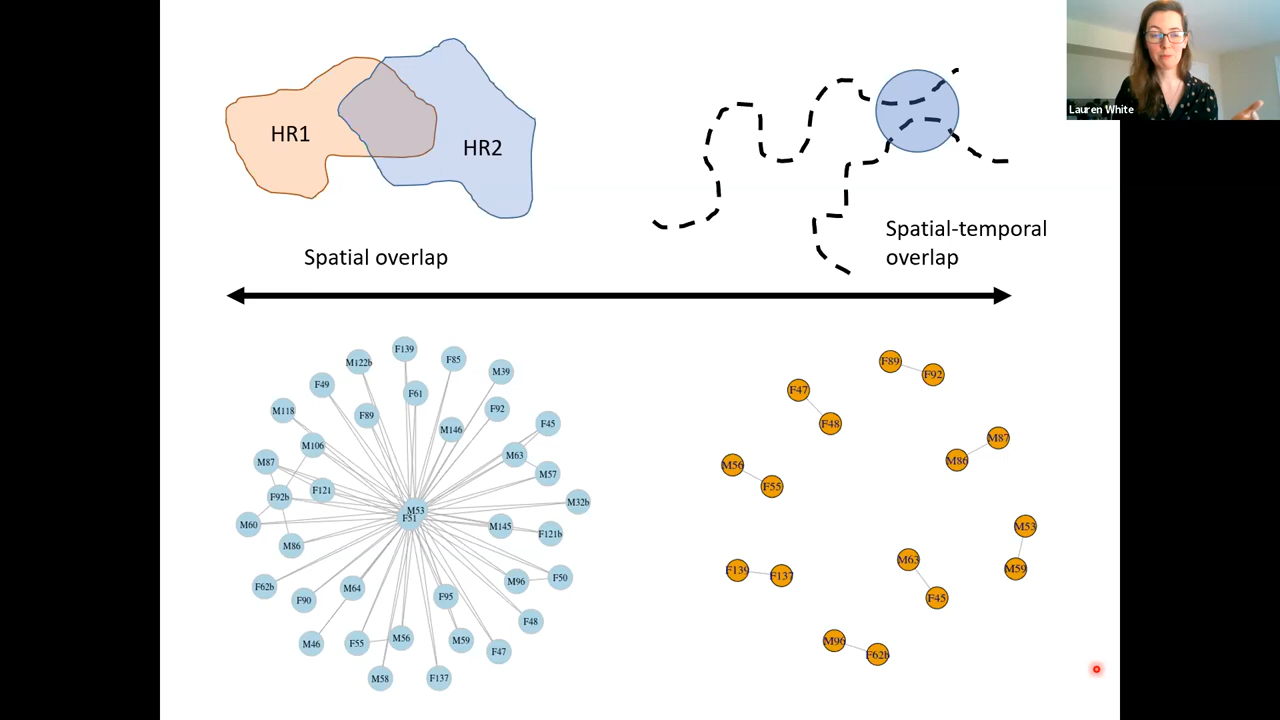 Lauren White
HR1
HR2
Spatial overlap
Spatial-temporal
overlap
F139
M122b
F85
M39
F49
F61
M118
F89
F92
M146
F45
M106
M63
M87
M57
F121
F92b
M32b
M53
F51
M60
M145
F121b
M86
F50
M96
F62b
M64
F90
F95
F48
M46
F55
M56
M59
F47
M58
F137
F89
F92
F47
F48
M87
M86
M56
F55
M53
M63
M59
F139
F137
F45
M96
F62b